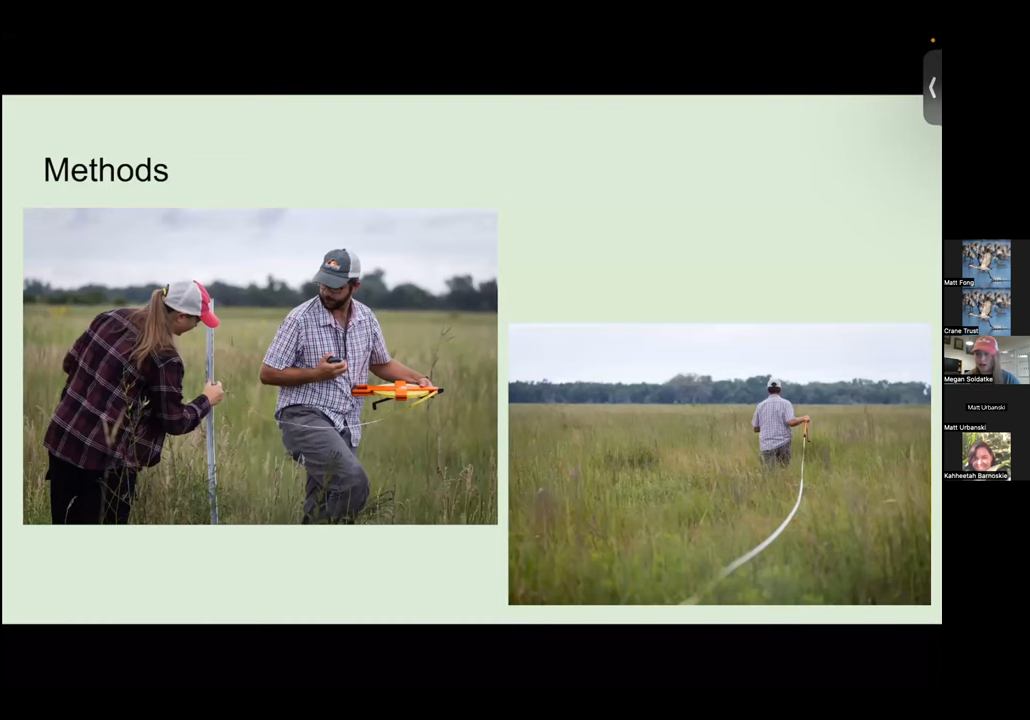 Methods
Matt Fong
Crane Trust
Megan Soldatke
Matt Urbanski
Matt Urbanski
Kahheetah Barnoskie